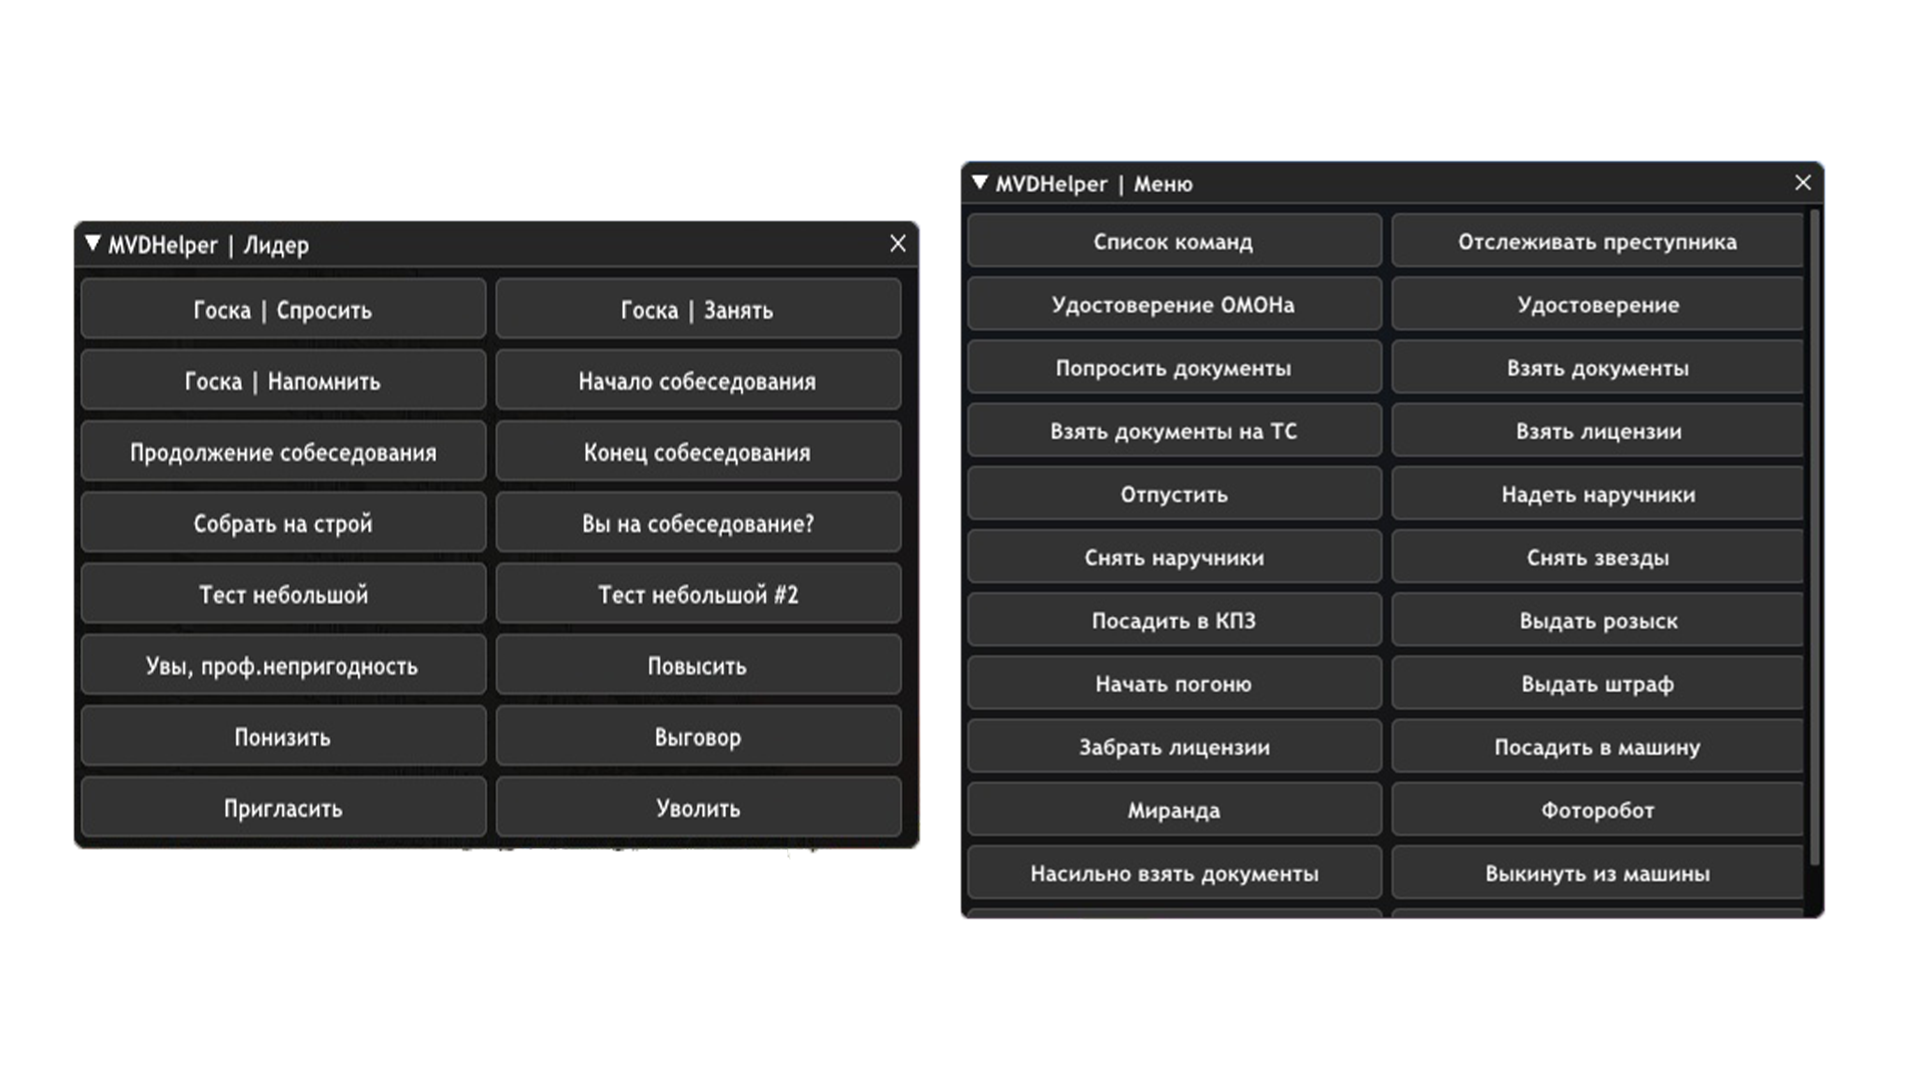 MVDHelper | Лидер
Госка | Спросить
Госка | Занять
Госка | Напомнить
Начало собеседования
Продолжение собеседования
Конец собеседования
Собрать на строй
Вы на собеседование?
Тест небольшой
Тест небольшой #2
Увы, проф.непригодность
Повысить
Понизить
Выговор
Пригласить
Уволить
MVDHelper | Меню
Список команд
Отслеживать преступника
Удостоверение ОМОНа
Удостоверение
Попросить документы
Взять документы
Взять документы на ТС
Взять лицензии
Отпустить
Надеть наручники
Снять наручники
Снять звезды
Посадить в КПЗ
Выдать розыск
Начать погоню
Выдать штраф
Забрать лицензии
Посадить в машину
Миранда
Фоторобот
Насильно взять документы
Выкинуть из машины